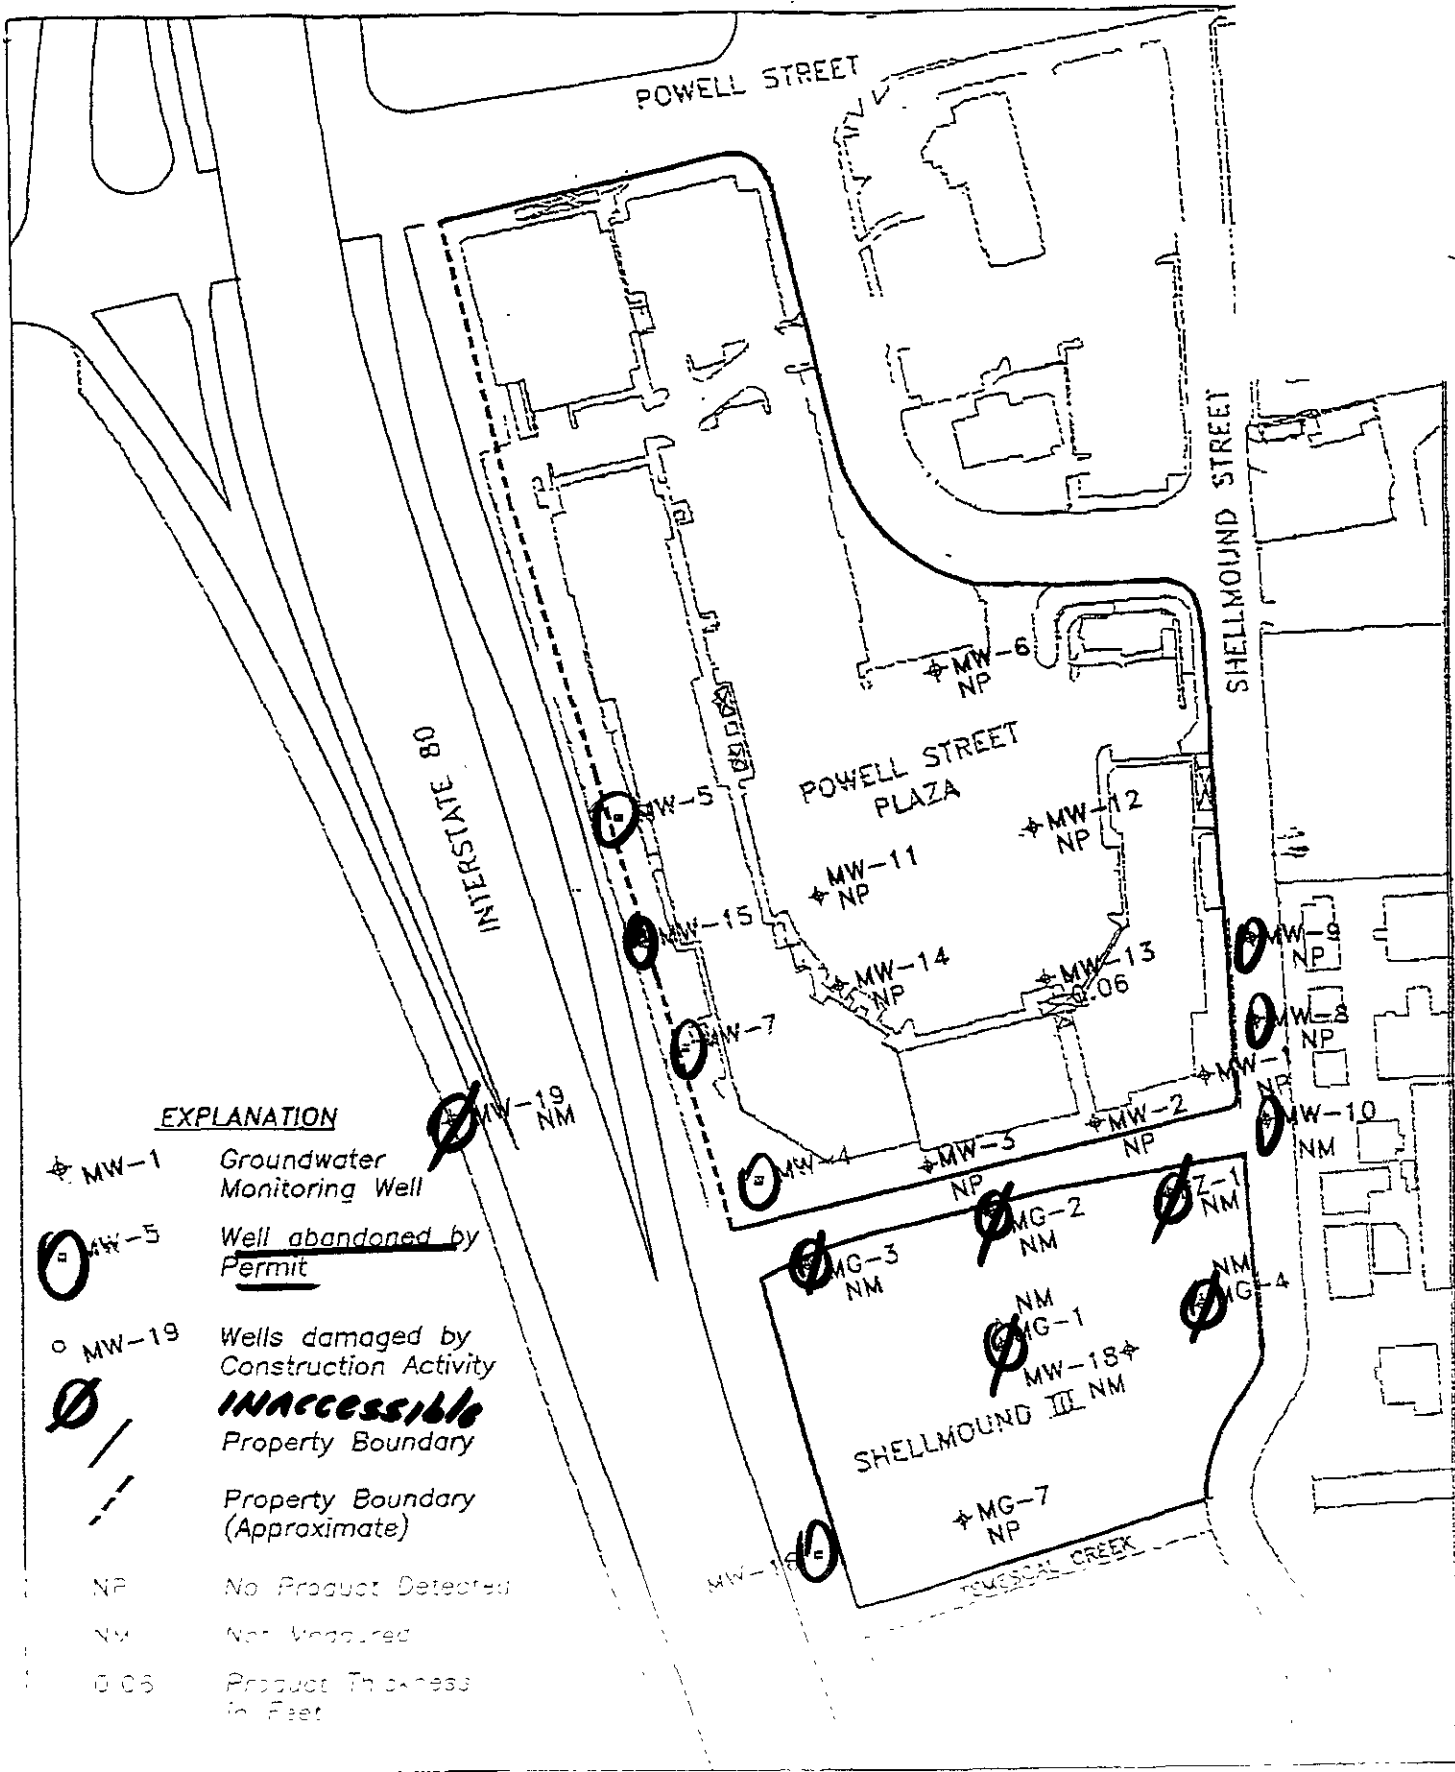 POWELL STREET
SHELLMOUND STREET
INTERSTATE 80
MW-6
NP
POWELL STREET
PLAZA
MW-5
MW-12
NP
MW-11
NP
MW-15
MW-9
NP
MW-14
NP
MW-13
0.06
MW-8
NP
MW-7
MW-1
NP
MW-19
NM
MW-2
NP
MW-10
NM
MW-4
MW-3
NP
Z-1
NM
MG-2
NM
MG-3
NM
NM
MG-4
NM
MG-1
MW-18
NM
SHELLMOUND III
MG-7
NP
TEMESCAL CREEK
EXPLANATION
MW-1 Groundwater
Monitoring Well
MW-5 Well abandoned by
Permit
MW-19 Wells damaged by
Construction Activity
INACCESSIblE
Property Boundary
Property Boundary
(Approximate)
NP No Product Detected
NM Not Measured
0.06 Product Thickness
in Feet